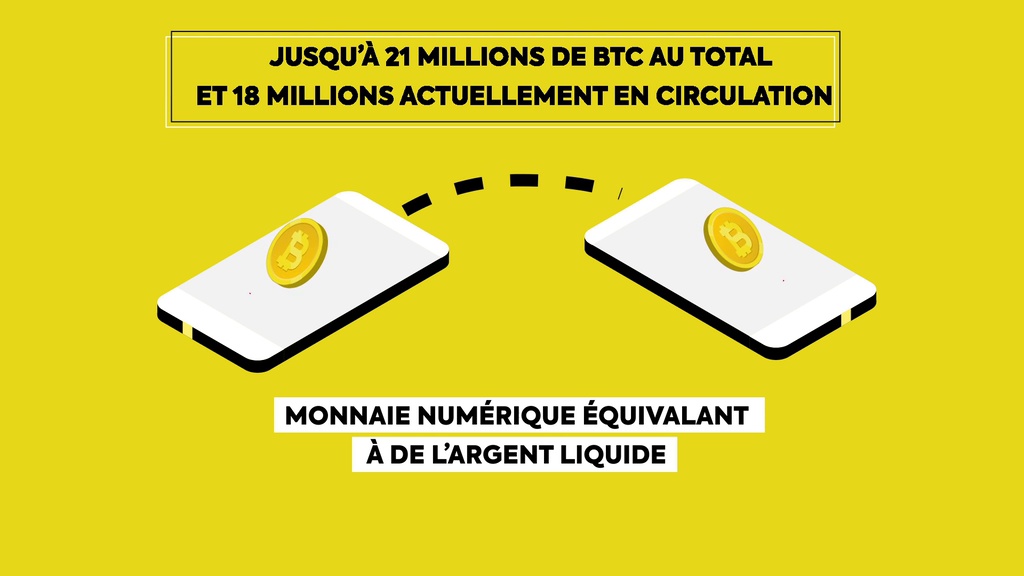 JUSQU’À 21 MILLIONS DE BTC AU TOTAL
ET 18 MILLIONS ACTUELLEMENT EN CIRCULATION
MONNAIE NUMÉRIQUE ÉQUIVALANT
À DE L’ARGENT LIQUIDE